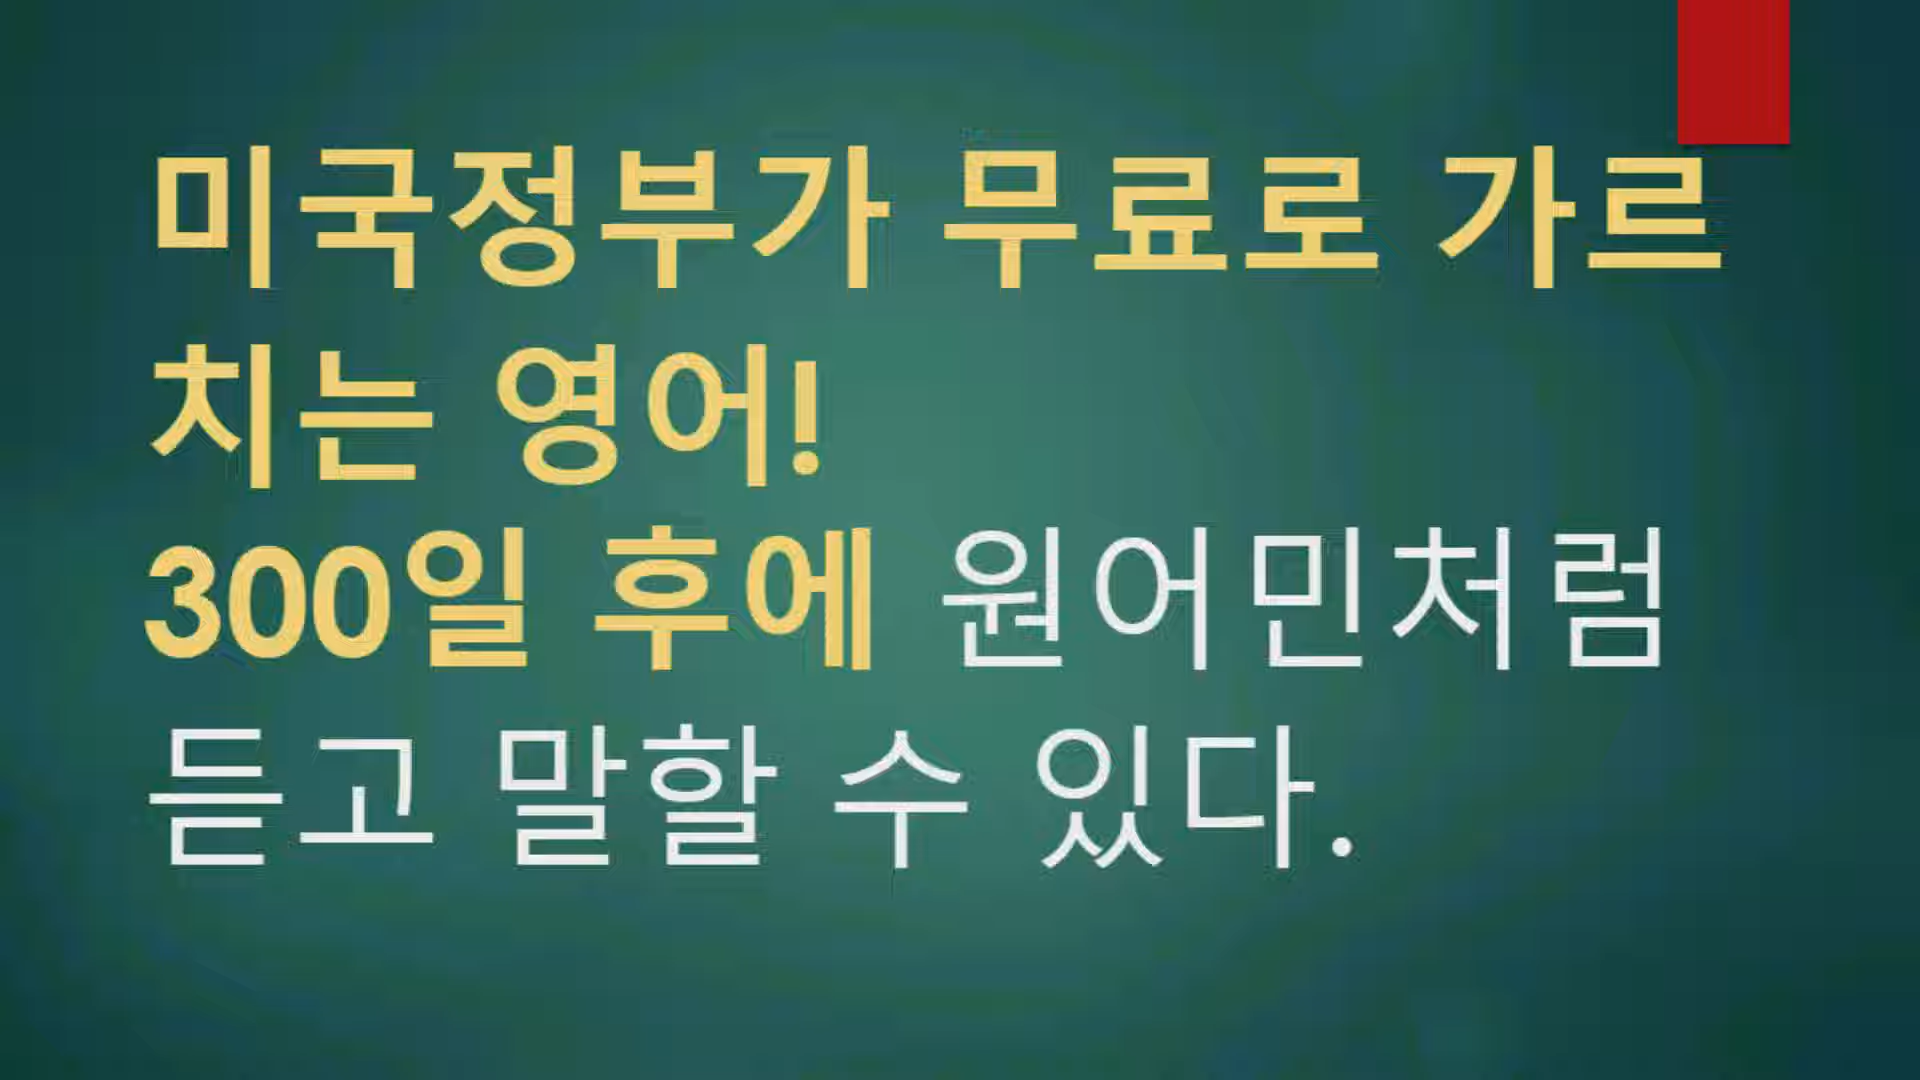 미국정부가 무료로 가르
치는 영어!
300일 후에 원어민처럼
듣고 말할 수 있다.